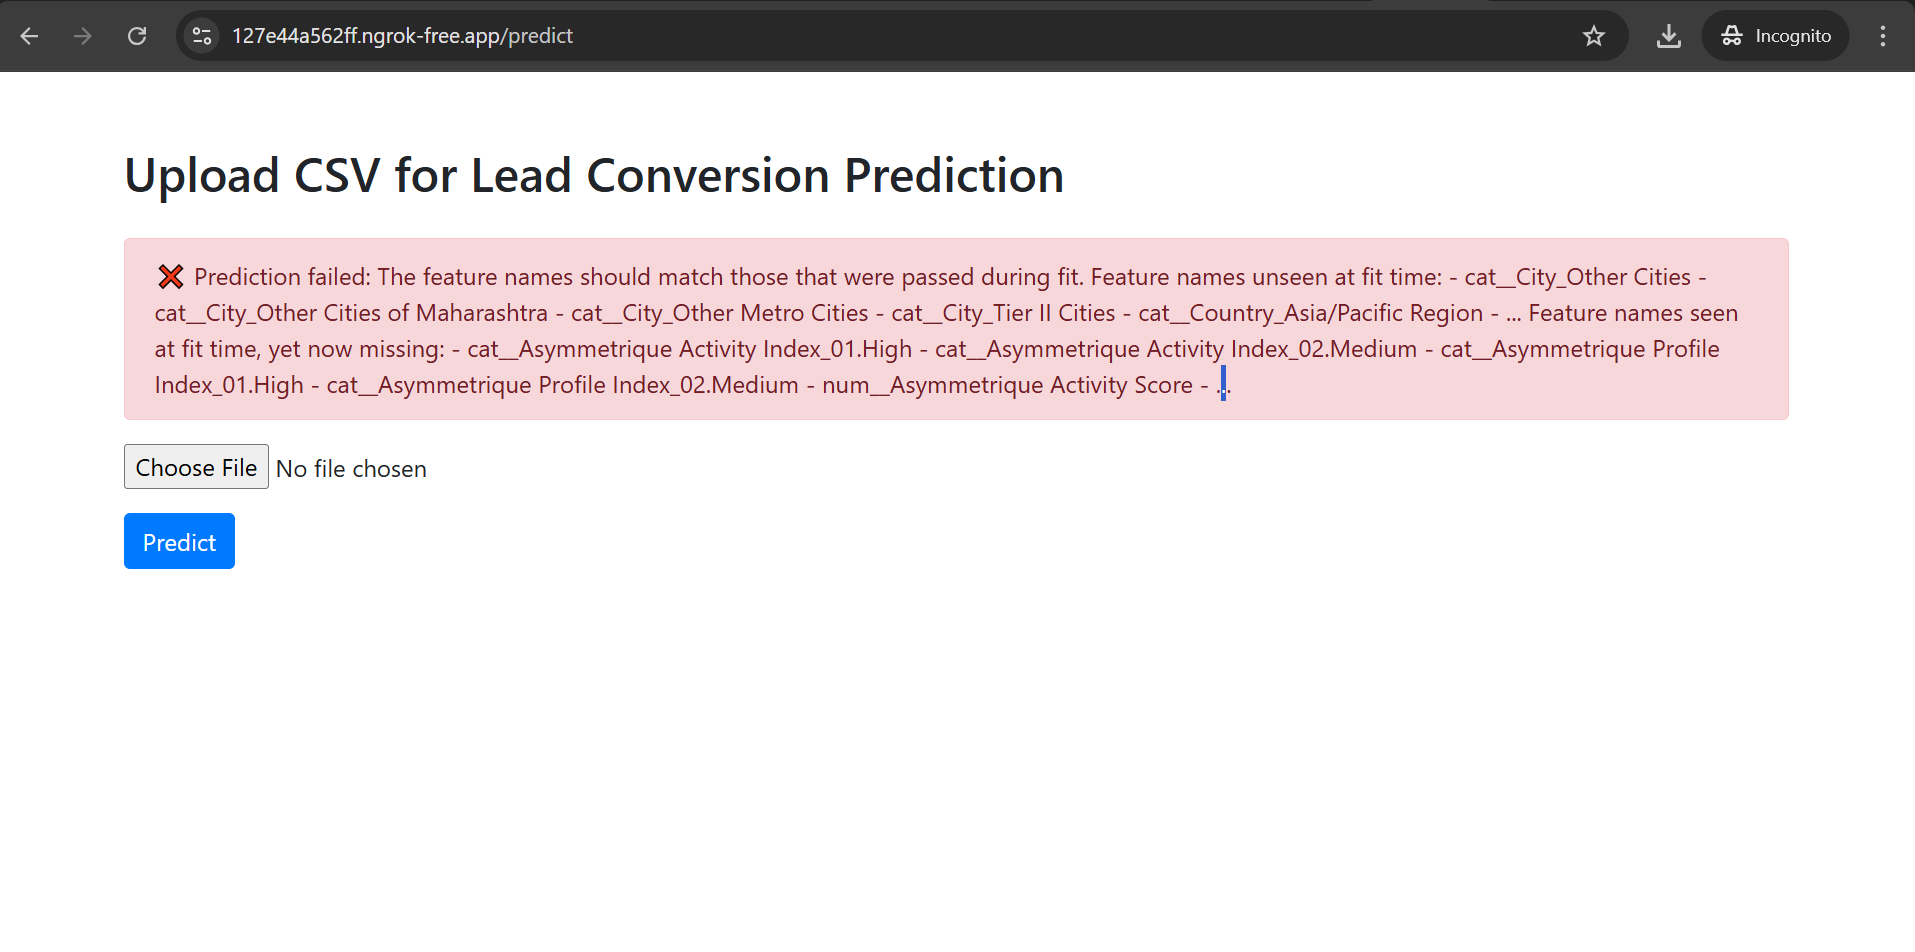 127e44a562ff.ngrok-free.app/predict
Incognito
Upload CSV for Lead Conversion Prediction
❌ Prediction failed: The feature names should match those that were passed during fit. Feature names unseen at fit time: - cat__City_Other Cities -
cat__City_Other Cities of Maharashtra - cat__City_Other Metro Cities - cat__City_Tier II Cities - cat__Country_Asia/Pacific Region - ... Feature names seen
at fit time, yet now missing: - cat__Asymmetrique Activity Index_01.High - cat__Asymmetrique Activity Index_02.Medium - cat__Asymmetrique Profile
Index_01.High - cat__Asymmetrique Profile Index_02.Medium - num__Asymmetrique Activity Score - ...
Choose File No file chosen
Predict